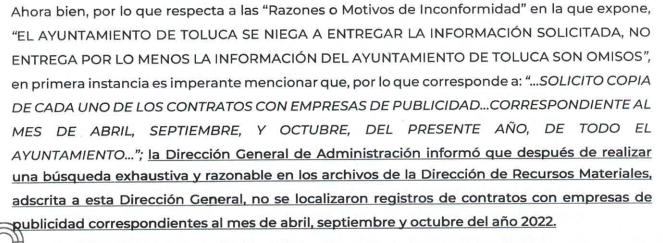 Ahora bien, por lo que respecta a las “Razones o Motivos de Inconformidad” en la que expone,
“EL AYUNTAMIENTO DE TOLUCA SE NIEGA A ENTREGAR LA INFORMACIÓN SOLICITADA, NO
ENTREGA POR LO MENOS LA INFORMACIÓN DEL AYUNTAMIENTO DE TOLUCA SON OMISOS”,
en primera instancia es imperante mencionar que, por lo que corresponde a: “...SOLICITO COPIA
DE CADA UNO DE LOS CONTRATOS CON EMPRESAS DE PUBLICIDAD...CORRESPONDIENTE AL
MES DE ABRIL, SEPTIEMBRE, Y OCTUBRE, DEL PRESENTE AÑO, DE TODO EL
AYUNTAMIENTO...”; la Dirección General de Administración informó que después de realizar
una búsqueda exhaustiva y razonable en los archivos de la Dirección de Recursos Materiales,
adscrita a esta Dirección General, no se localizaron registros de contratos con empresas de
publicidad correspondientes al mes de abril, septiembre y octubre del año 2022.